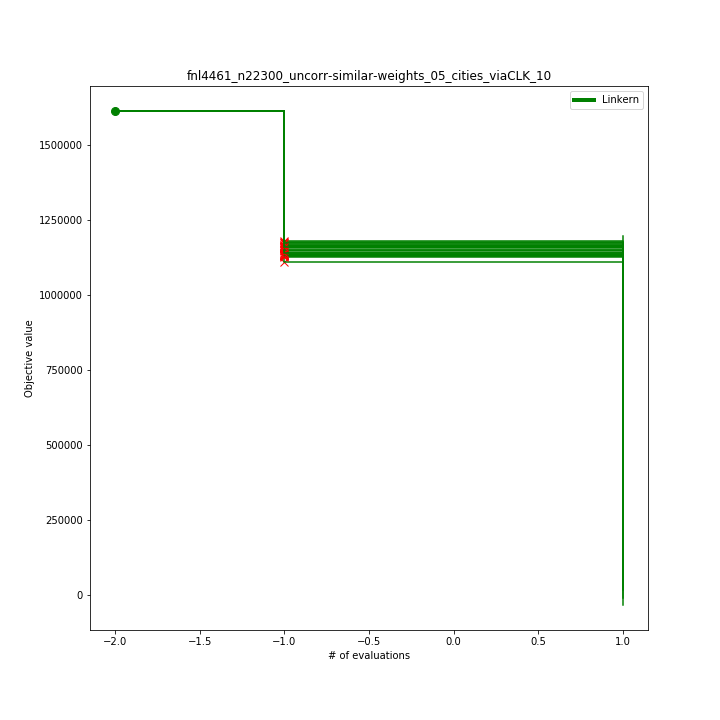 fnl4461_n22300_uncorr-similar-weights_05_cities_viaCLK_10
Linkern
1500000
1250000
1000000
750000
500000
250000
0
Objective value
−2.0 −1.5 −1.0 −0.5 0.0 0.5 1.0
# of evaluations